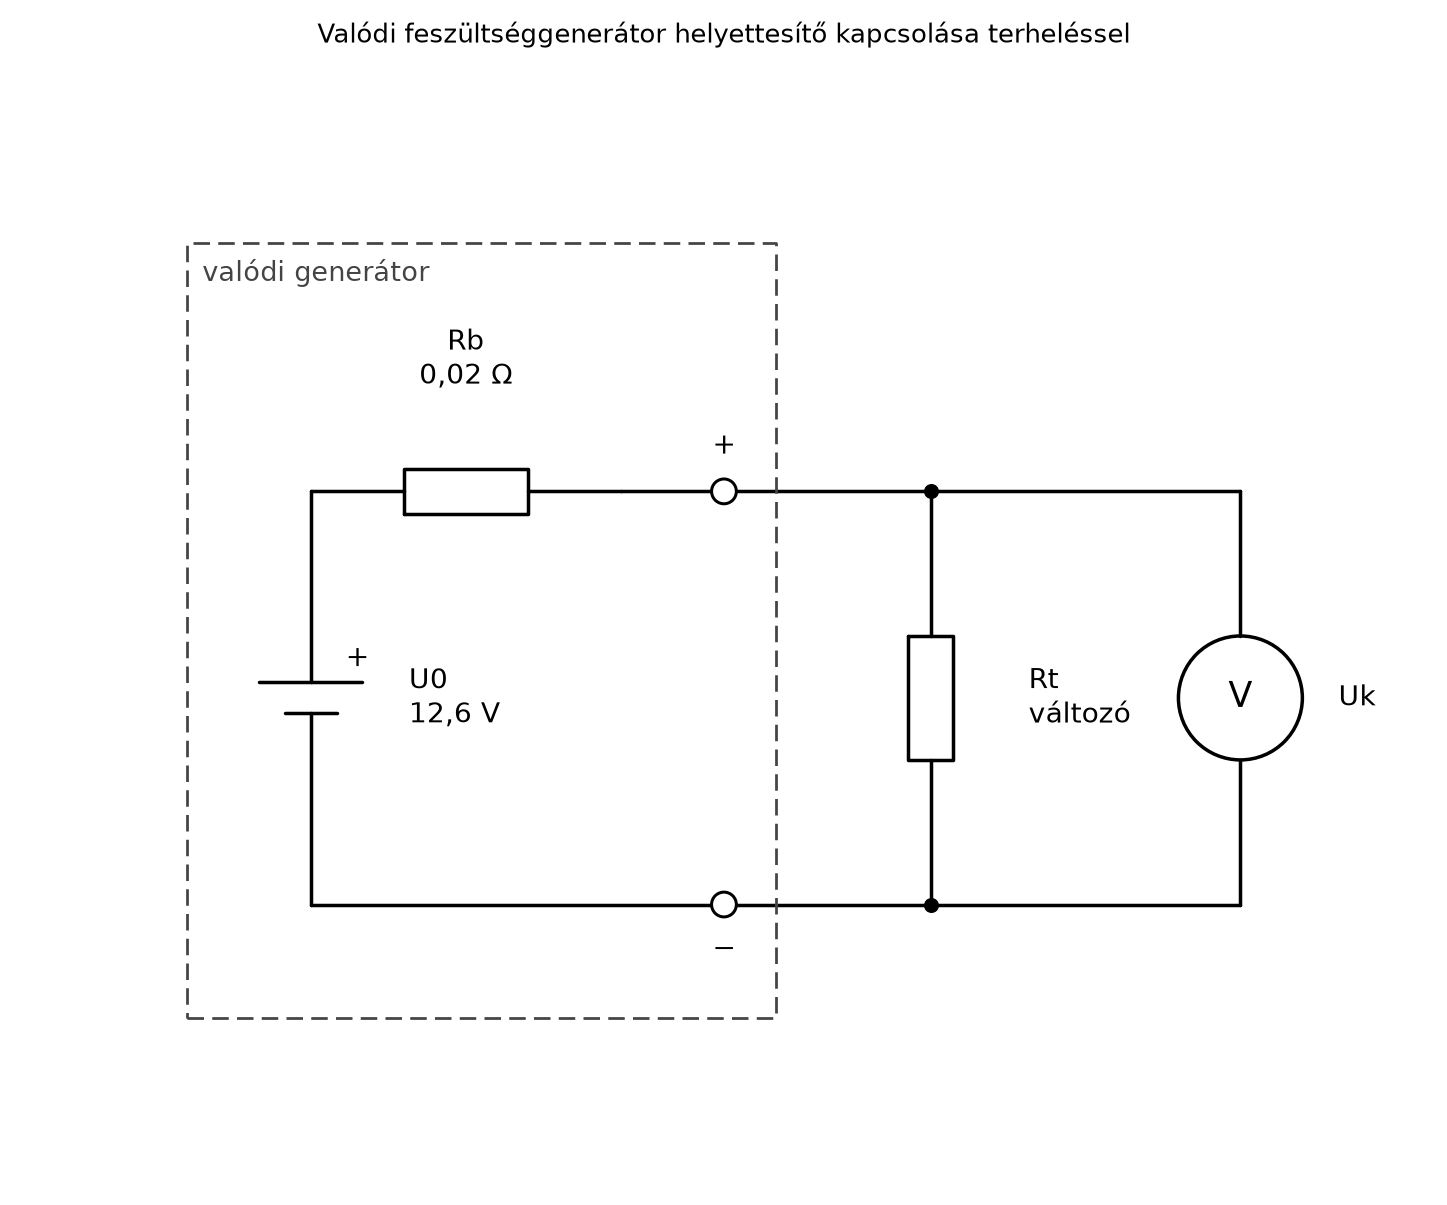 Valódi feszültséggenerátor helyettesítő kapcsolása terheléssel
valódi generátor
Rb
0,02 Ω
+
+
U0
12,6 V
Rt
változó
V
Uk
−